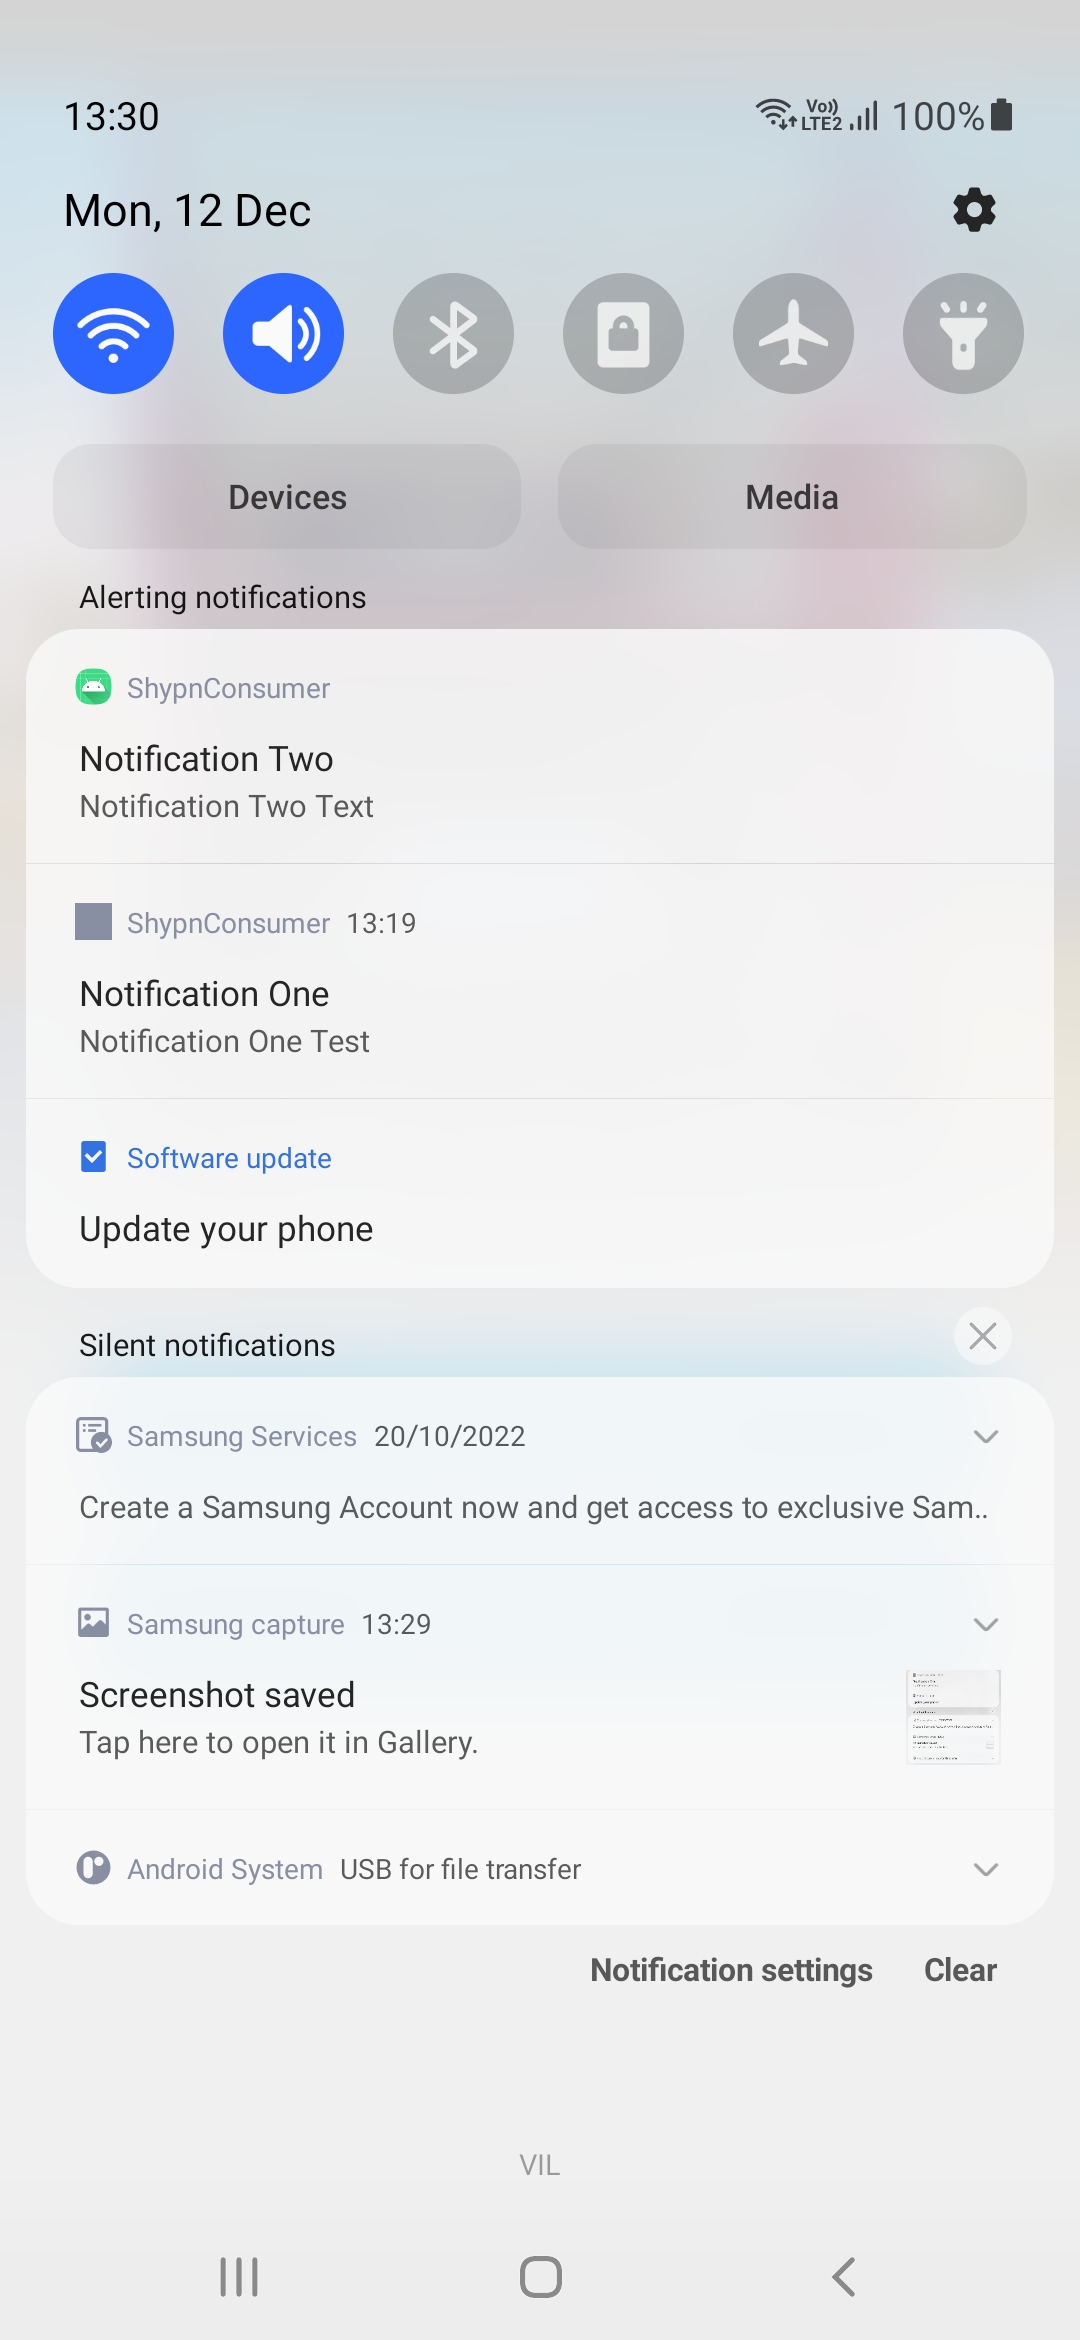 13:30
Vo)) LTE2 100%
Mon, 12 Dec
Devices
Media
Alerting notifications
ShypnConsumer
Notification Two
Notification Two Text
ShypnConsumer 13:19
Notification One
Notification One Test
Software update
Update your phone
Silent notifications
Samsung Services 20/10/2022
Create a Samsung Account now and get access to exclusive Sam..
Samsung capture 13:29
Screenshot saved
Tap here to open it in Gallery.
Android System USB for file transfer
Notification settings Clear
VIL